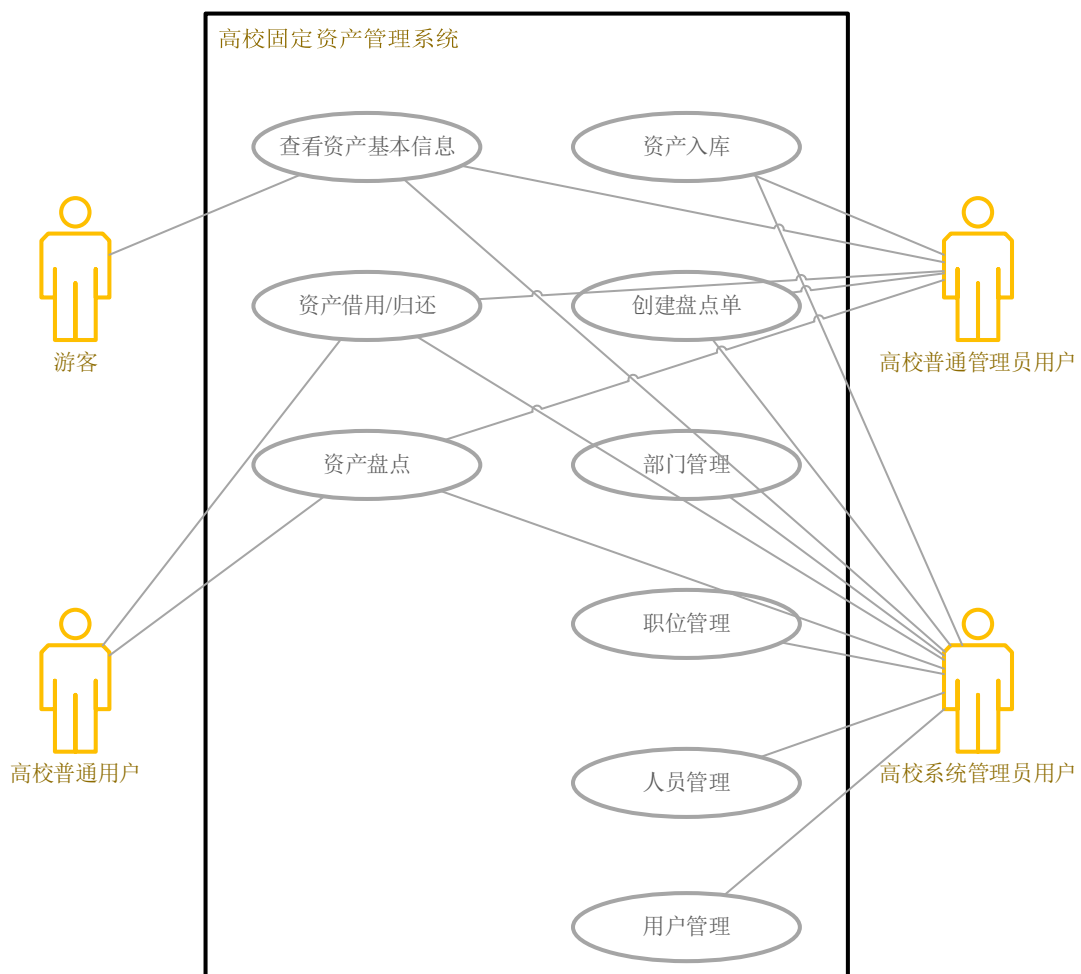 高校固定资产管理系统
查看资产基本信息
资产入库
资产借用/归还
创建盘点单
游客
高校普通管理员用户
资产盘点
部门管理
职位管理
高校普通用户
人员管理
高校系统管理员用户
用户管理